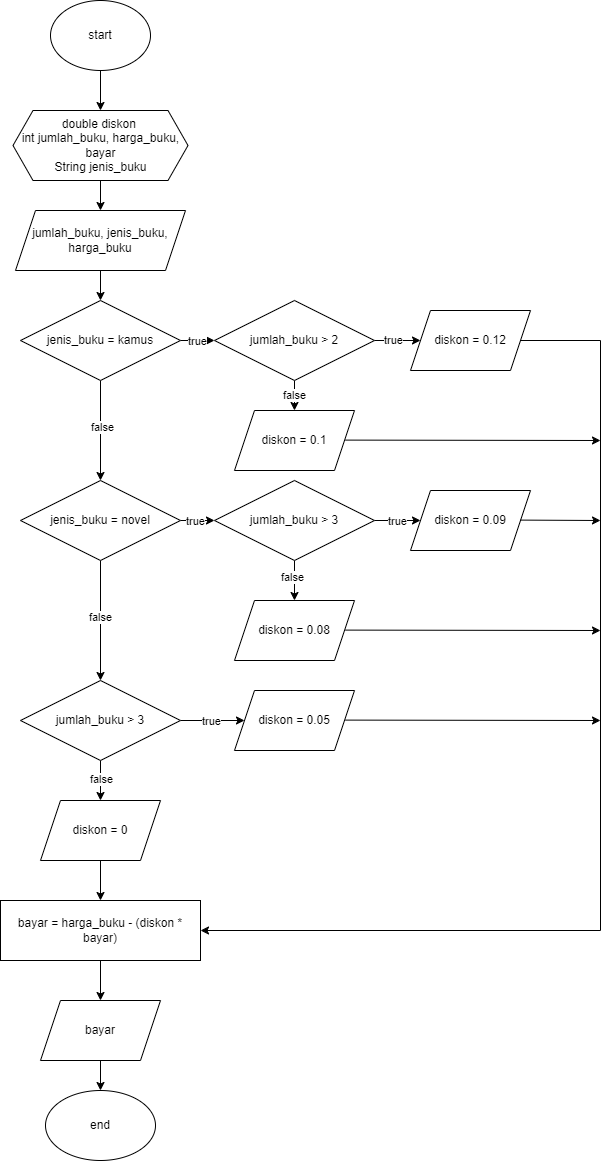 start
double diskon
int jumlah_buku, harga_buku,
bayar
String jenis_buku
jumlah_buku, jenis_buku,
harga_buku
jenis_buku = kamus
true
jumlah_buku > 2
true
diskon = 0.12
false
diskon = 0.1
false
jenis_buku = novel
true
jumlah_buku > 3
true
diskon = 0.09
false
diskon = 0.08
false
jumlah_buku > 3
true
diskon = 0.05
false
diskon = 0
bayar = harga_buku - (diskon *
bayar)
bayar
end